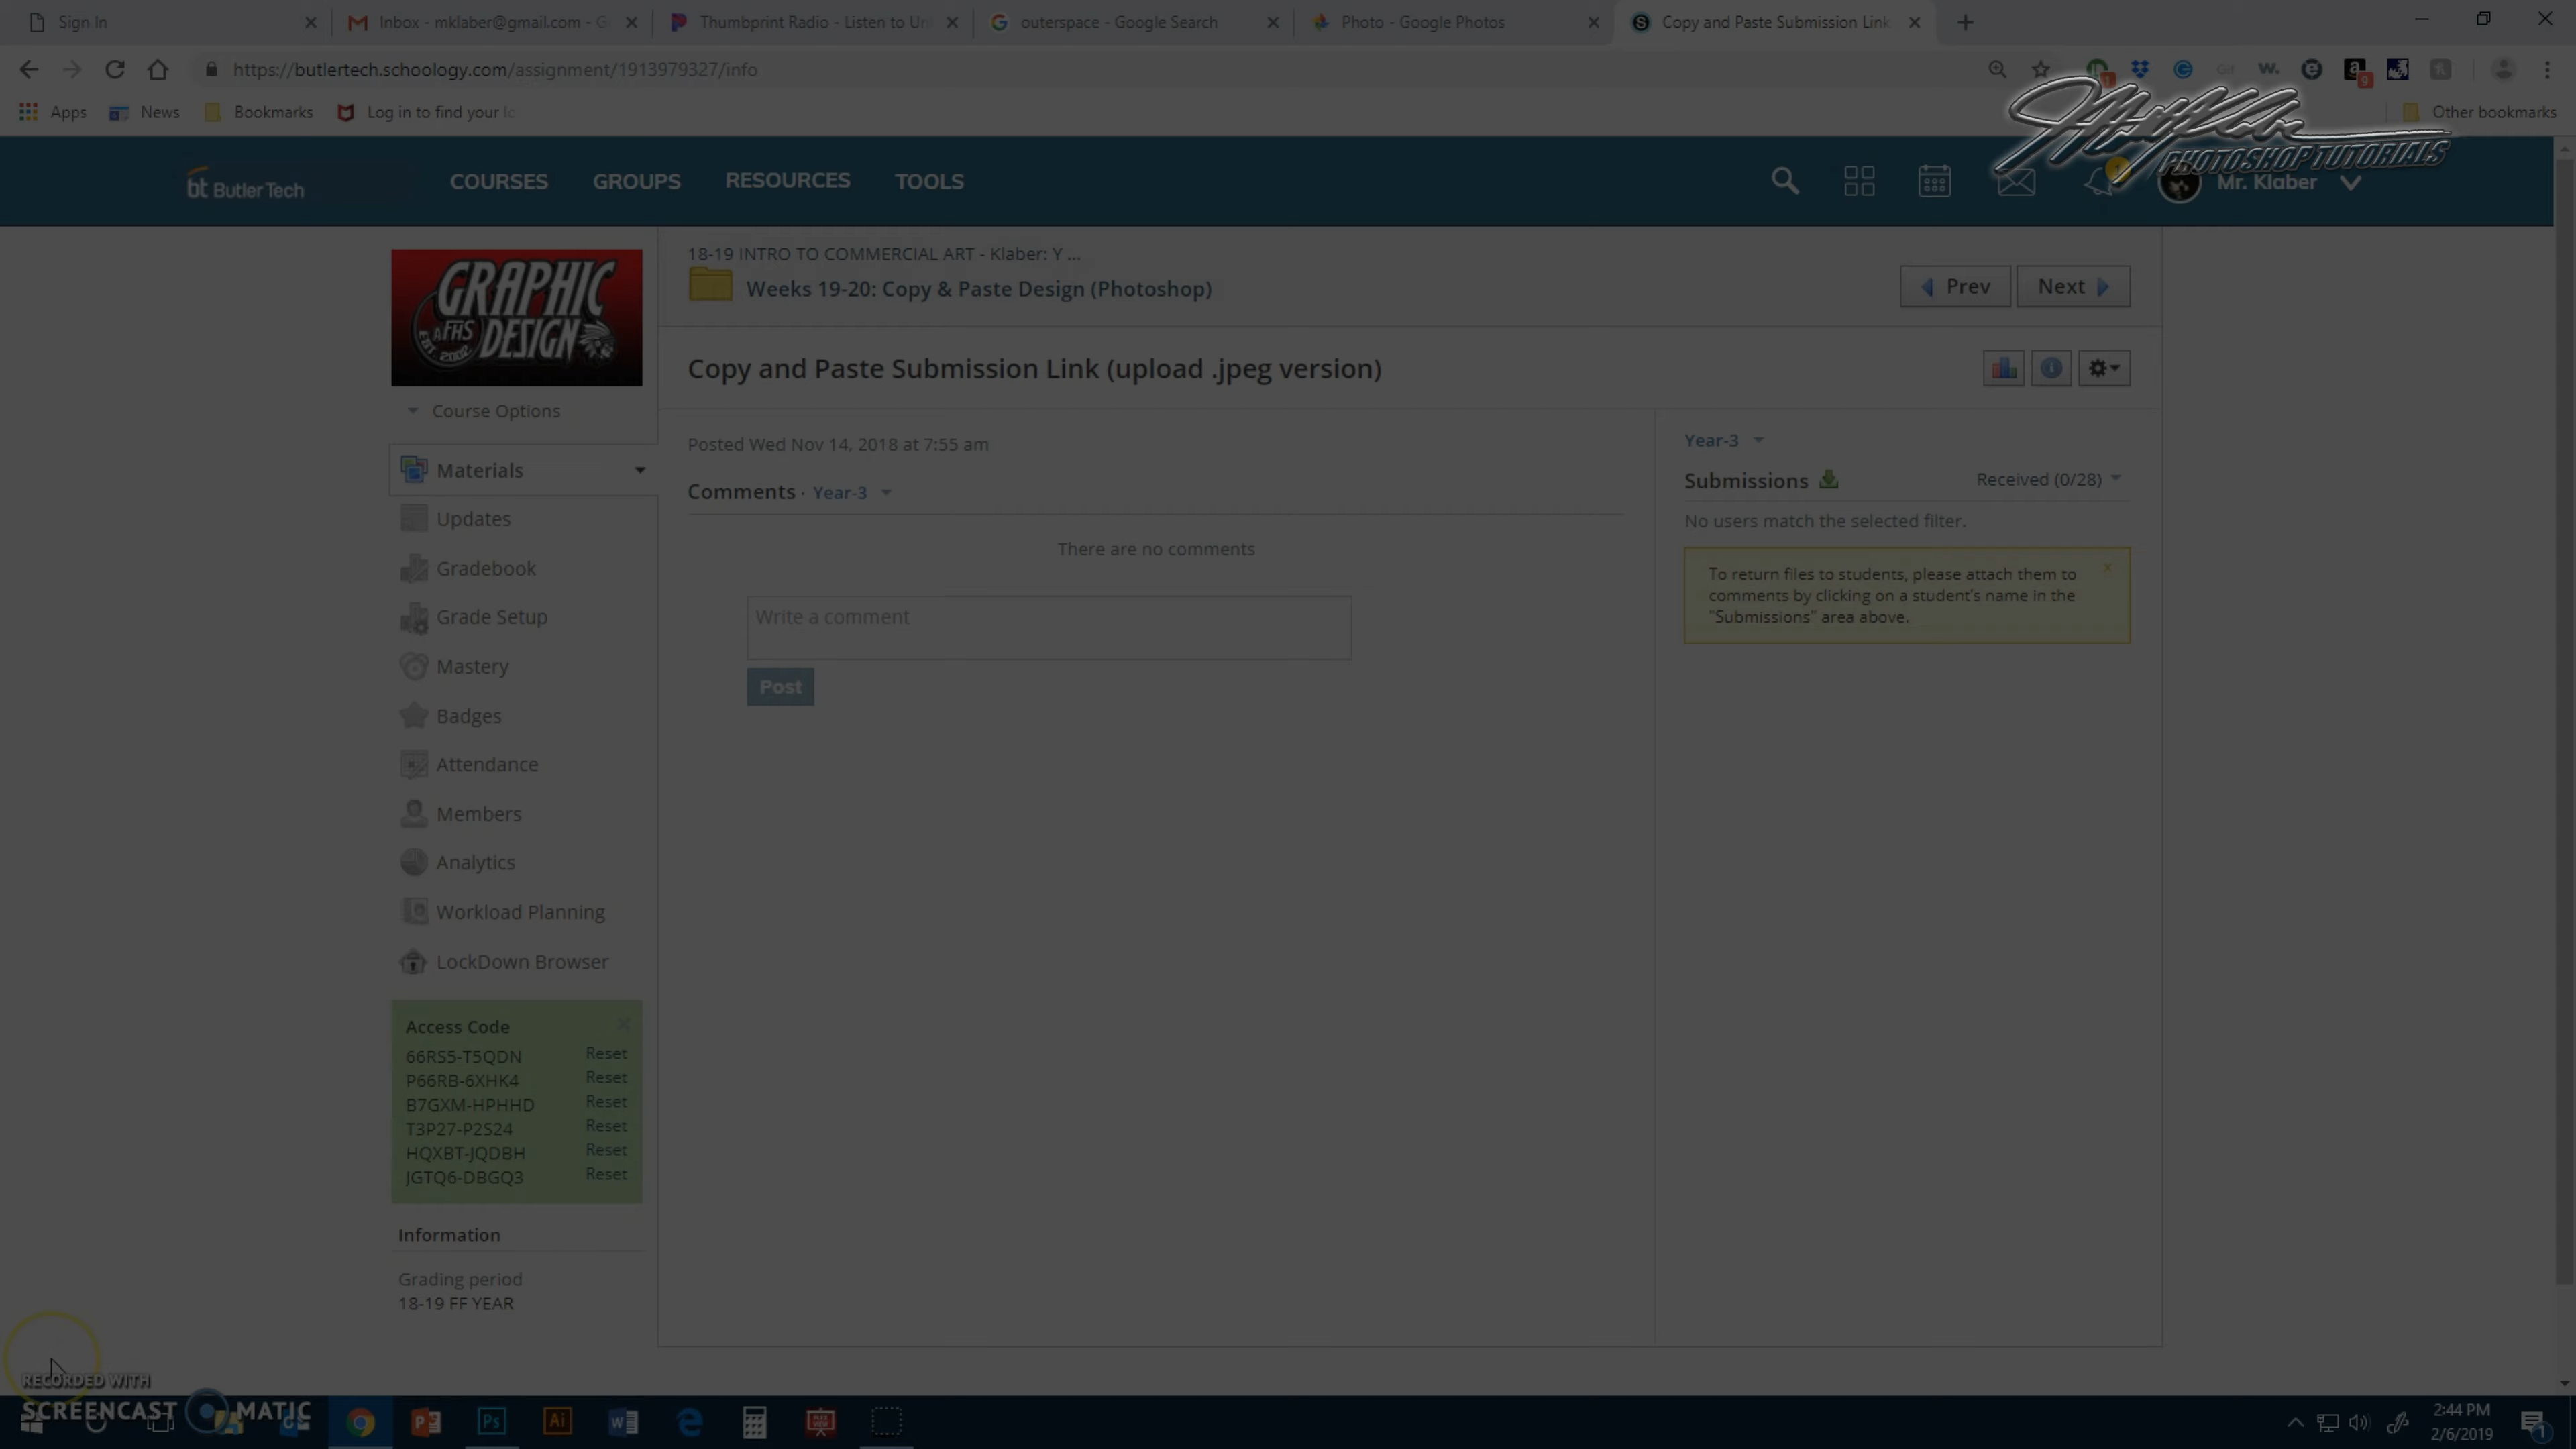 Sign In
Inbox - mklaber@gmail.com - G
Thumbprint Radio - Listen to Un
outerspace - Google Search
Photo - Google Photos
Copy and Paste Submission Link
https://butlertech.schoology.com/assignment/1913979327/info
Apps
News
Bookmarks
Log in to find your
Other bookmarks
PHOTOSHOP TUTORIALS
bt Butler Tech
COURSES
GROUPS
RESOURCES
TOOLS
Mr. Klaber
GRAPHIC
DESIGN
AFHS
EST. 2002
18-19 INTRO TO COMMERCIAL ART - Klaber: Y ...
Weeks 19-20: Copy & Paste Design (Photoshop)
Prev
Next
Copy and Paste Submission Link (upload .jpeg version)
Course Options
Materials
Updates
Gradebook
Grade Setup
Mastery
Badges
Attendance
Members
Analytics
Workload Planning
LockDown Browser
Access Code
66RS5-T5QDN Reset
P66RB-6XHK4 Reset
B7GXM-HPHHD Reset
T3P27-P2S24 Reset
HQXBT-JQDBH Reset
JGTQ6-DBGQ3 Reset
Information
Grading period
18-19 FF YEAR
Posted Wed Nov 14, 2018 at 7:55 am
Comments · Year-3
There are no comments
Write a comment
Post
Year-3
Submissions
Received (0/28)
No users match the selected filter.
To return files to students, please attach them to
comments by clicking on a student's name in the
"Submissions" area above.
RECORDED WITH
SCREENCAST MATIC
Ps
Ai
2:44 PM
2/6/2019